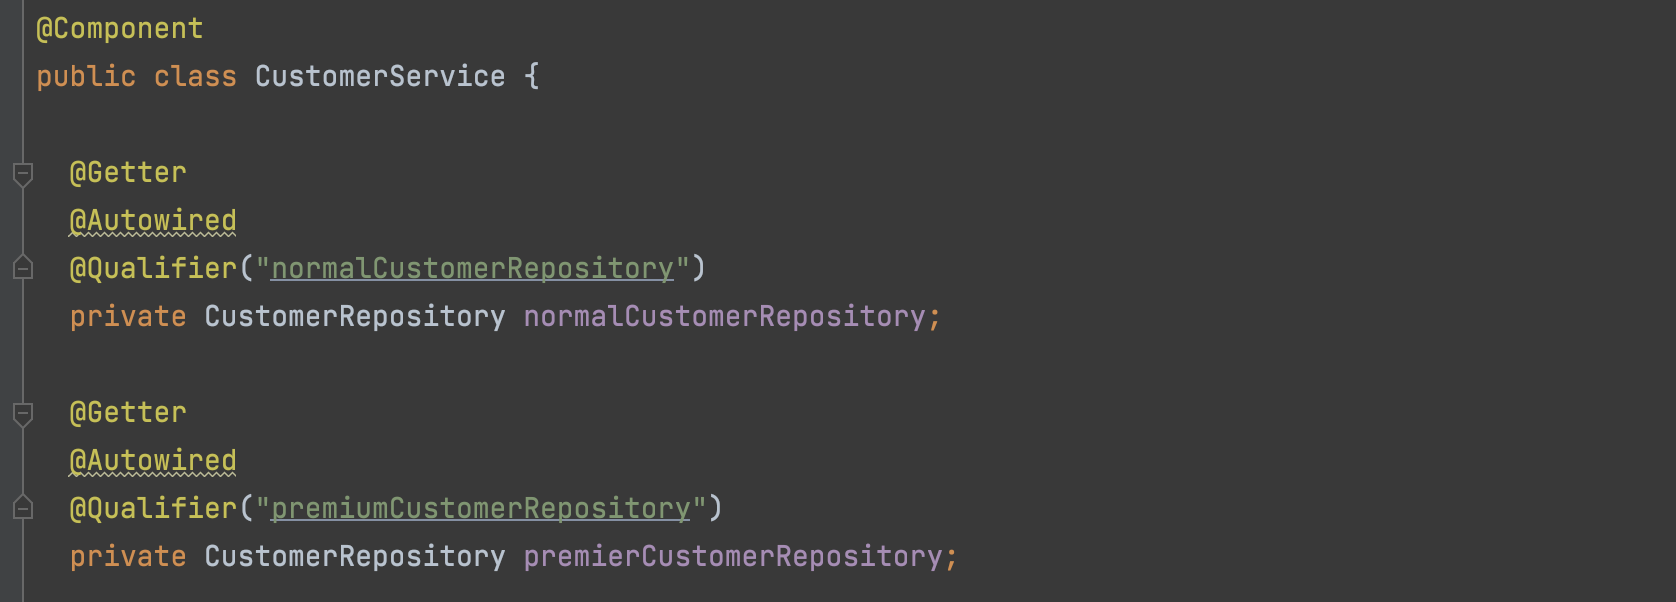 @Component
public class CustomerService {
@Getter
@Autowired
@Qualifier("normalCustomerRepository")
private CustomerRepository normalCustomerRepository;
@Getter
@Autowired
@Qualifier("premiumCustomerRepository")
private CustomerRepository premierCustomerRepository;